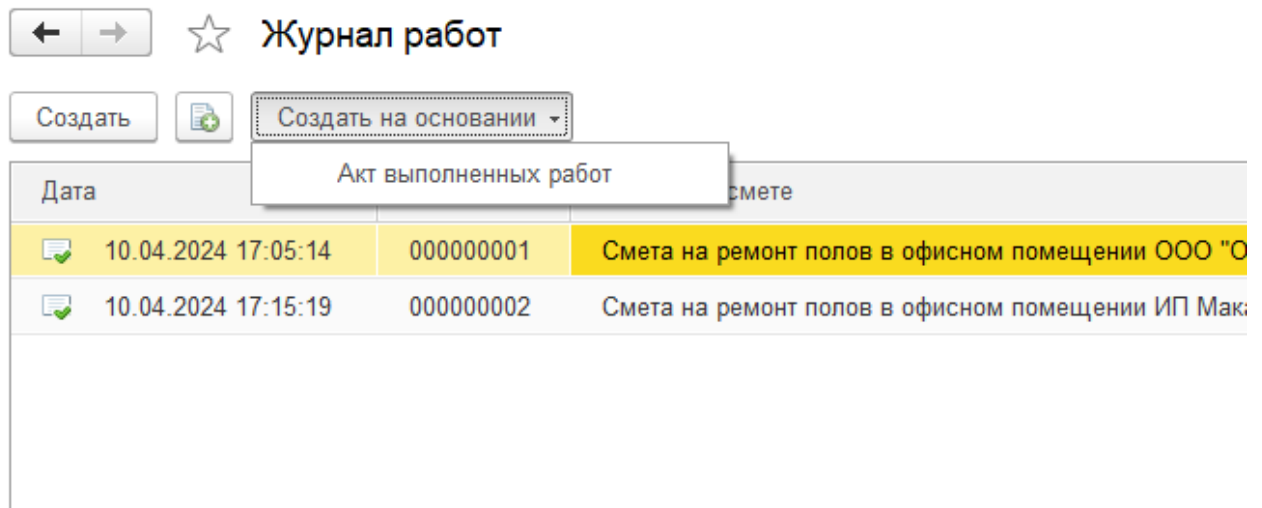 Журнал работ
Создать Создать на основании
Акт выполненных работ
Дата смете
10.04.2024 17:05:14 000000001 Смета на ремонт полов в офисном помещении ООО "О
10.04.2024 17:15:19 000000002 Смета на ремонт полов в офисном помещении ИП Мака